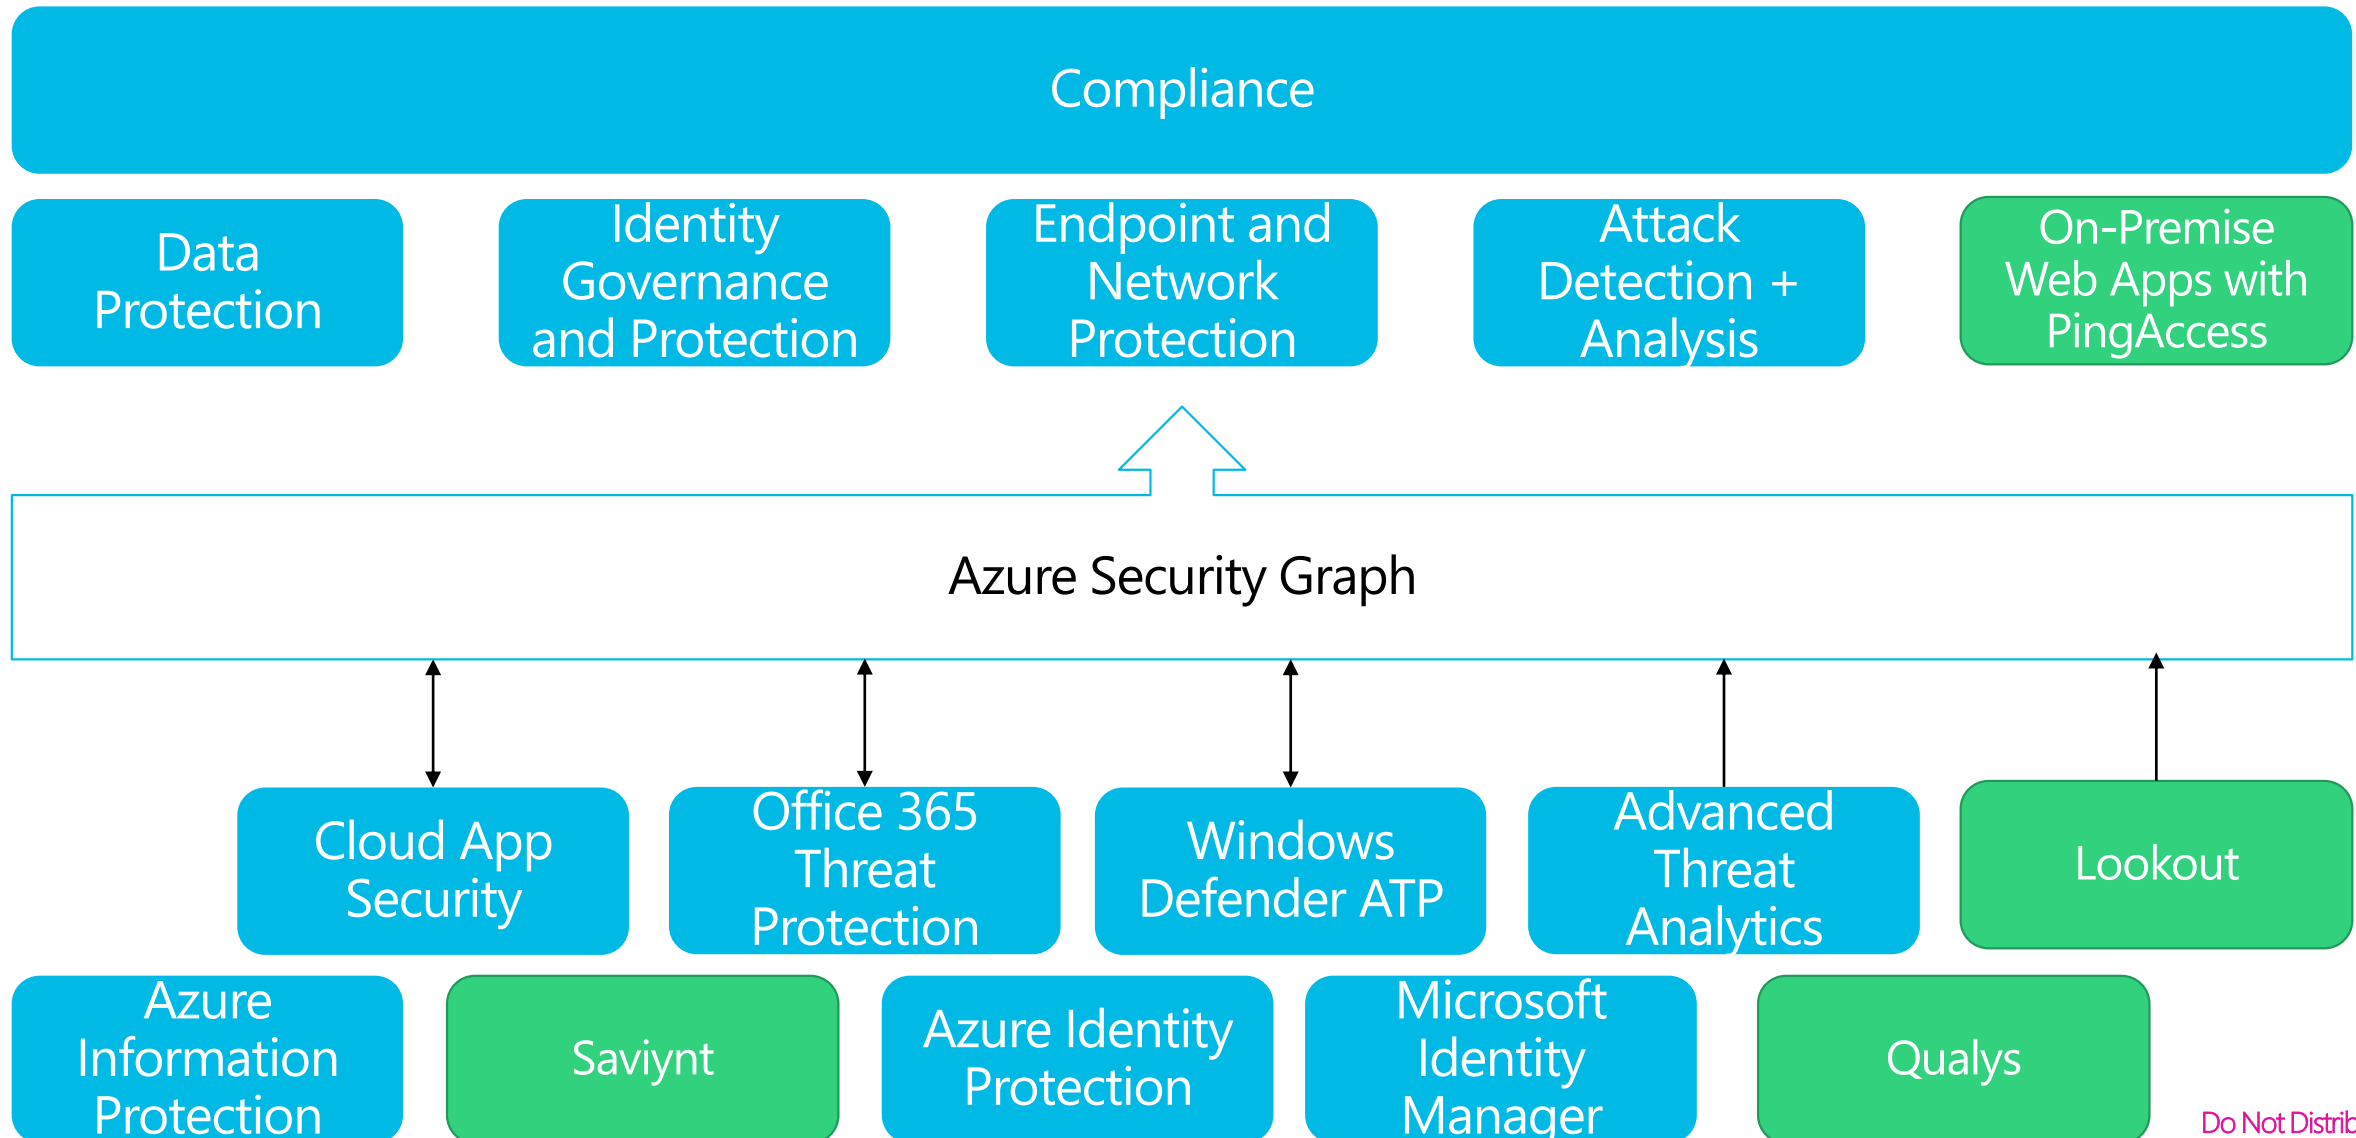 Compliance
Data
Protection
Identity
Governance
and Protection
Endpoint and
Network
Protection
Attack
Detection +
Analysis
On-Premise
Web Apps with
PingAccess
Azure Security Graph
Cloud App
Security
Office 365
Threat
Protection
Windows
Defender ATP
Advanced
Threat
Analytics
Lookout
Azure
Information
Protection
Saviynt
Azure Identity
Protection
Microsoft
Identity
Manager
Qualys
Do Not Distrib